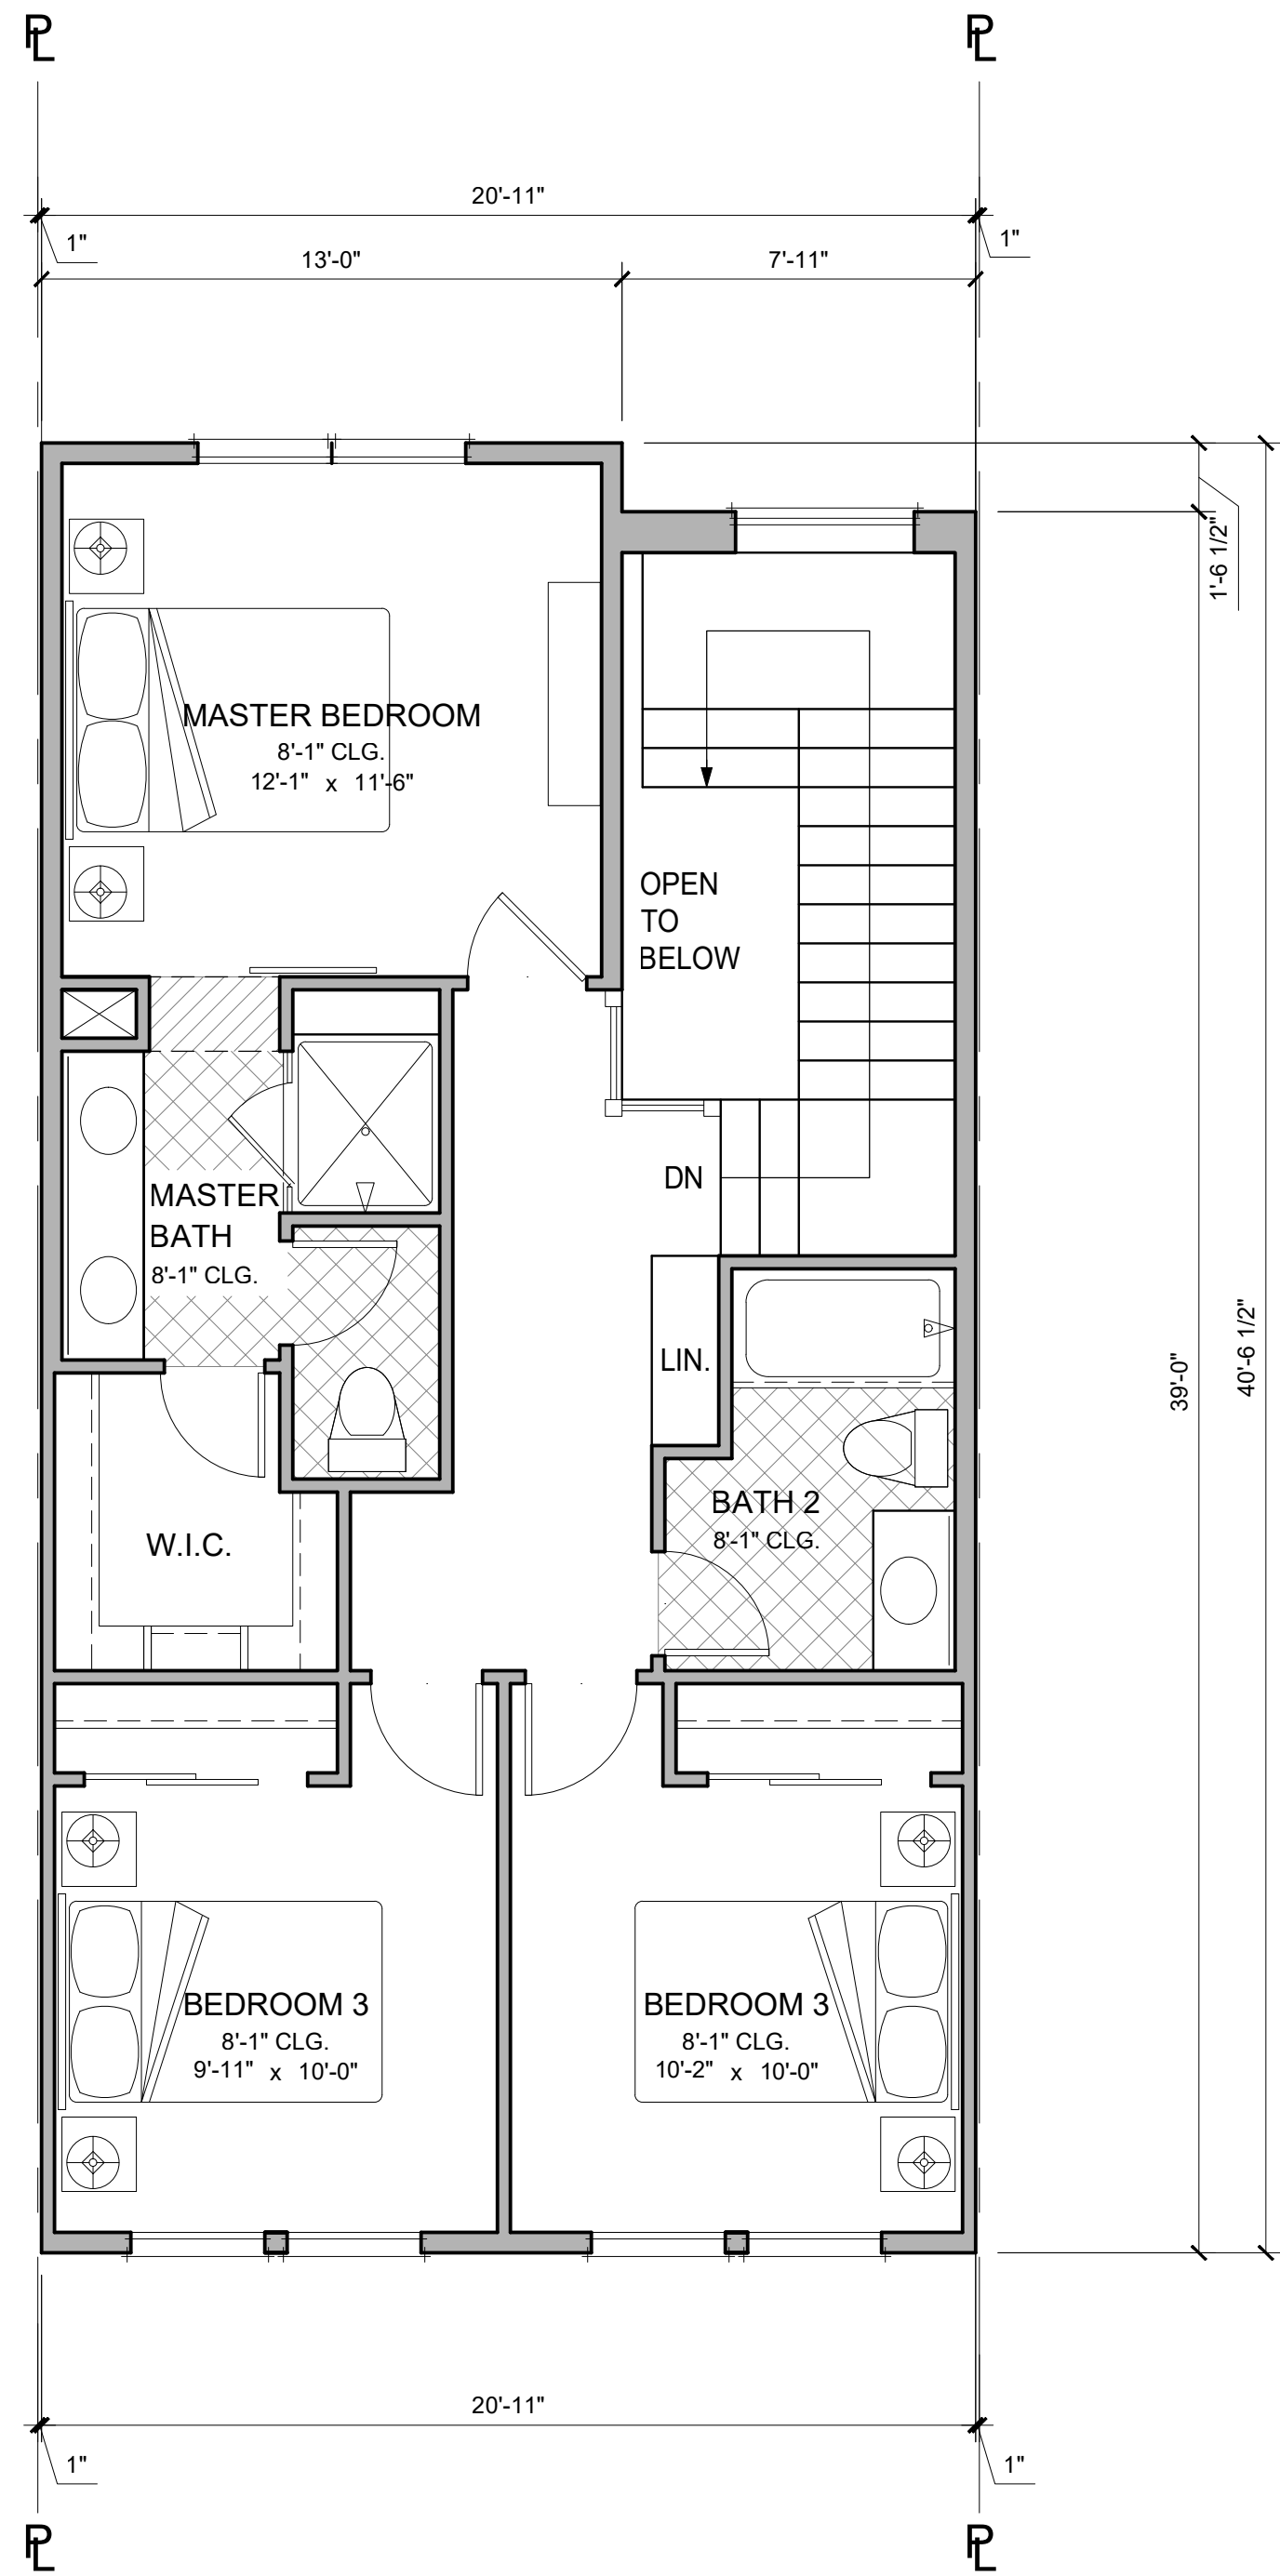 PL
PL
20'-11"
1"
1"
13'-0"
7'-11"
1'-6 1/2"
MASTER BEDROOM
8'-1" CLG.
12'-1" x 11'-6"
OPEN
TO
BELOW
DN
MASTER
BATH
8'-1" CLG.
LIN.
39'-0"
40'-6 1/2"
BATH 2
8'-1" CLG.
W.I.C.
BEDROOM 3
8'-1" CLG.
9'-11" x 10'-0"
BEDROOM 3
8'-1" CLG.
10'-2" x 10'-0"
20'-11"
1"
1"
PL
PL